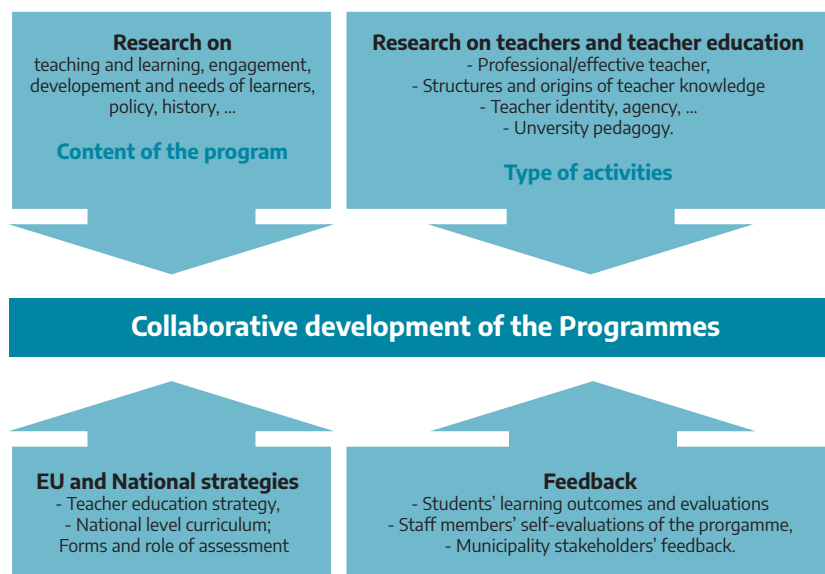 Research on
teaching and learning, engagement,
developement and needs of learners,
policy, history, ...
Content of the program
Research on teachers and teacher education
- Professional/effective teacher,
- Structures and origins of teacher knowledge
- Teacher identity, agency, ...
- Unversity pedagogy.
Type of activities
Collaborative development of the Programmes
EU and National strategies
- Teacher education strategy,
- National level curriculum;
Forms and role of assessment
Feedback
- Students’ learning outcomes and evaluations
- Staff members’ self-evaluations of the prorgamme,
- Municipality stakeholders’ feedback.